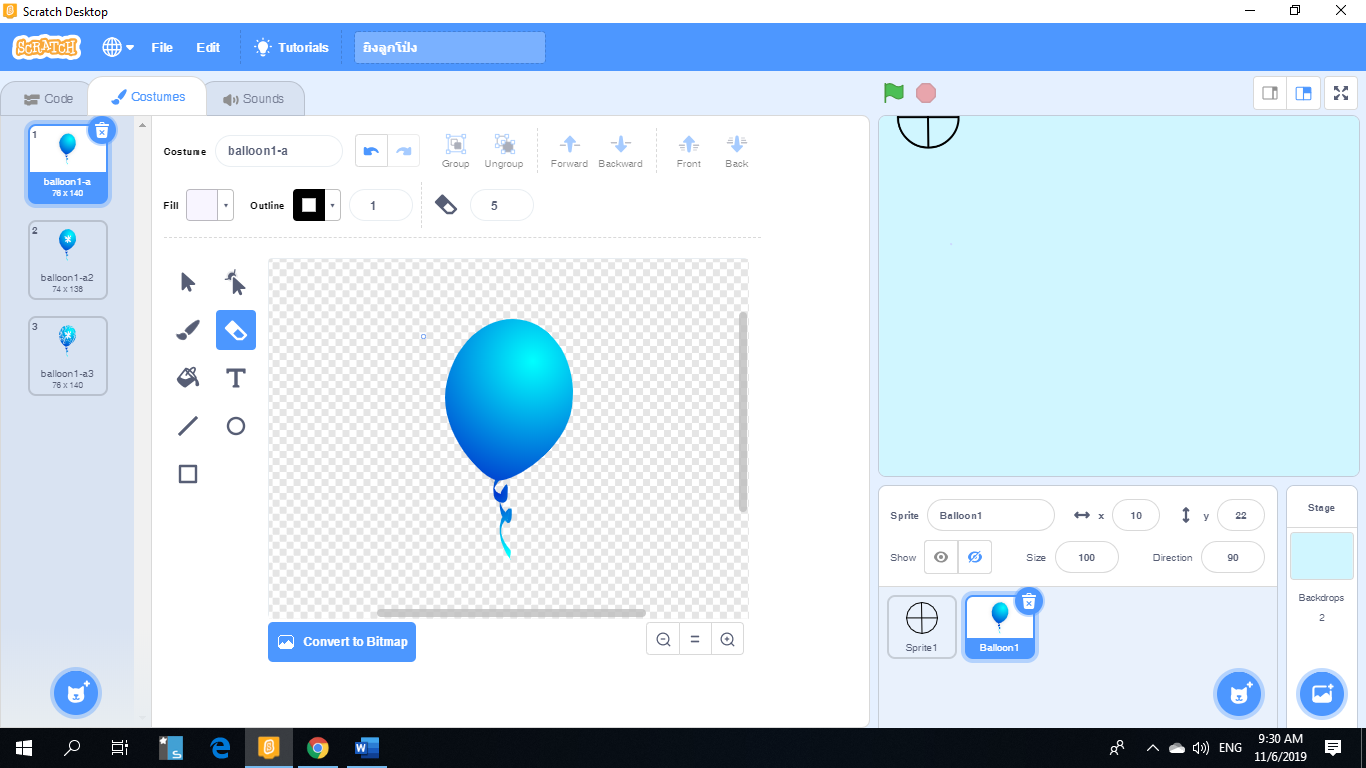 Scratch Desktop
SCRATCH
File
Edit
Tutorials
ยิงลูกโป่ง
Code
Costumes
Sounds
1
balloon1-a
76 x 140
2
balloon1-a2
74 x 138
3
balloon1-a3
76 x 140
Costume
balloon1-a
Group
Ungroup
Forward
Backward
Front
Back
Fill
Outline
1
5
T
Convert to Bitmap
Sprite
Balloon1
x
10
y
22
Show
Size
100
Direction
90
Sprite1
Balloon1
Stage
Backdrops
2
ENG
9:30 AM
11/6/2019